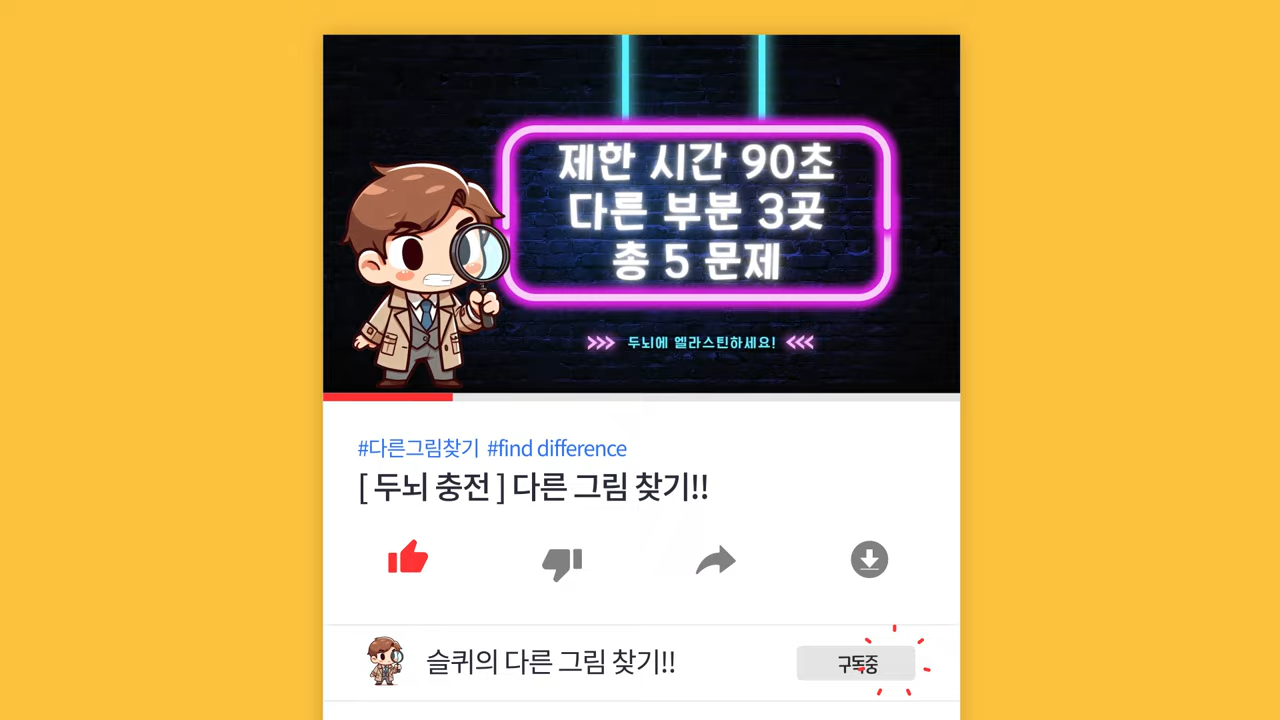 제한 시간 90초
다른 부분 3곳
총 5 문제
두뇌에 엘라스틴하세요!
#다른그림찾기 #find difference
[ 두뇌 충전 ] 다른 그림 찾기!!
슬퀴의 다른 그림 찾기!!
구독중